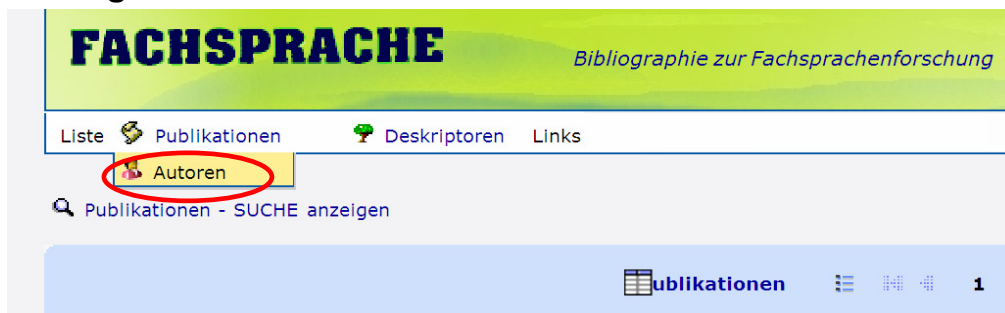 FACHSPRACHE
Bibliographie zur Fachsprachenforschung
Liste Publikationen Deskriptoren Links
Autoren
Publikationen - SUCHE anzeigen
ublikationen 1